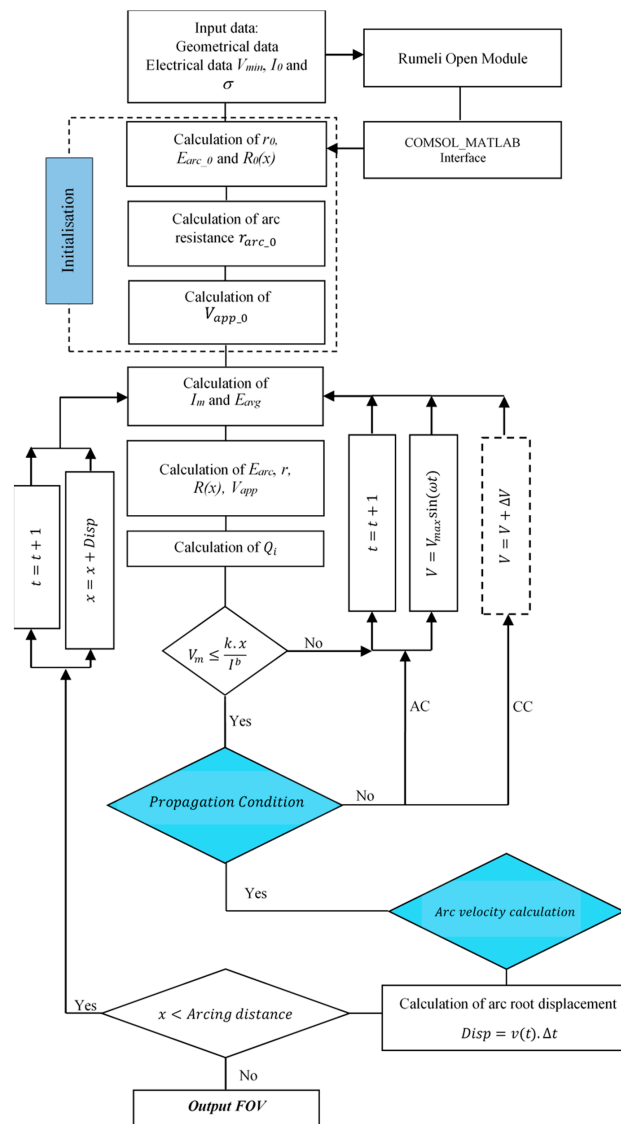 Input data:
Geometrical data
Electrical data V_min, I_0 and
σ
Rumeli Open Module
COMSOL_MATLAB
Interface
Initialisation
Calculation of r_0,
E_arc_0 and R_0(x)
Calculation of arc
resistance r_arc_0
Calculation of
V_app_0
Calculation of
I_m and E_avg
Calculation of E_arc, r,
R(x), V_app
Calculation of Q_i
t = t + 1
x = x + Disp
t = t + 1
V = V_max sin(ωt)
V = V + ΔV
V_m ≤ k.x / I^b
No
Yes
AC
CC
Propagation Condition
No
Yes
Arc velocity calculation
Calculation of arc root displacement
Disp = v(t).Δt
x < Arcing distance
Yes
No
Output FOV